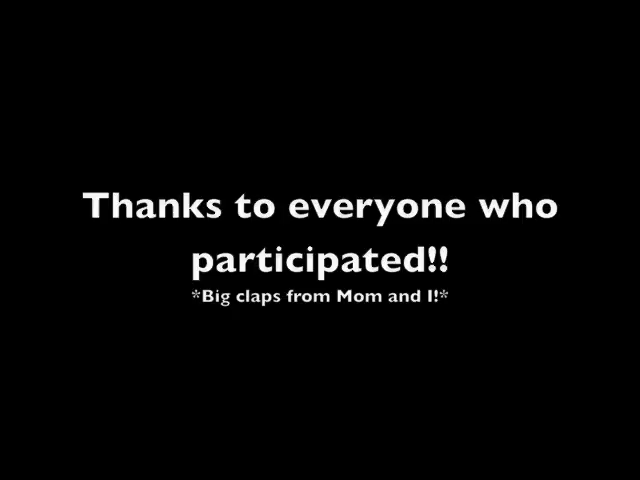 Thanks to everyone who
participated!!
*Big claps from Mom and I!*